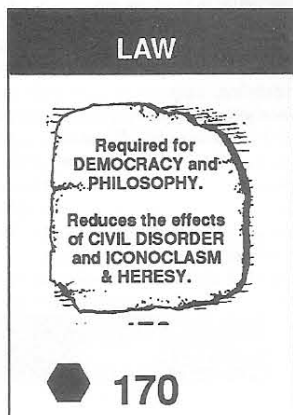 LAW
Required for
DEMOCRACY and
PHILOSOPHY.
Reduces the effects
of CIVIL DISORDER
and ICONOCLASM
& HERESY.
170